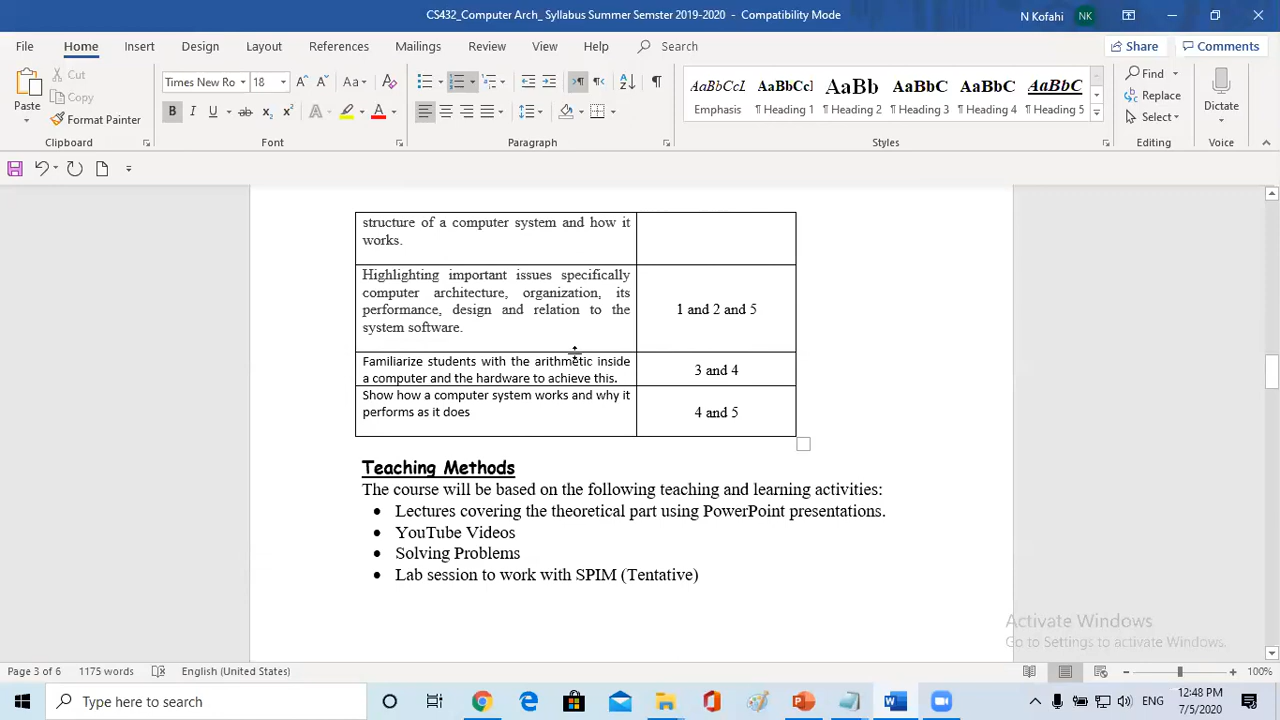 CS432_Computer Arch_ Syllabus Summer Semster 2019-2020 - Compatibility Mode
N Kofahi NK
File Home Insert Design Layout References Mailings Review View Help Search Share Comments
Cut
Copy
Format Painter
Paste
Times New Ro 18
Aa
B I U ab x₂ x²
A A
AaBbCcL AaBbCcI AaBb AaBbC AaBbC AaBbC
Emphasis ¶ Heading 1 ¶ Heading 2 ¶ Heading 3 ¶ Heading 4 ¶ Heading 5
Find
Replace
Select
Dictate
Clipboard Font Paragraph Styles Editing Voice
structure of a computer system and how it
works.
Highlighting important issues specifically
computer architecture, organization, its
performance, design and relation to the
system software.
1 and 2 and 5
Familiarize students with the arithmetic inside
a computer and the hardware to achieve this.
3 and 4
Show how a computer system works and why it
performs as it does
4 and 5
Teaching Methods
The course will be based on the following teaching and learning activities:
• Lectures covering the theoretical part using PowerPoint presentations.
• YouTube Videos
• Solving Problems
• Lab session to work with SPIM (Tentative)
Activate Windows
Go to Settings to activate Windows.
Page 3 of 6 1175 words English (United States) 100%
Type here to search
ENG
12:48 PM
7/5/2020